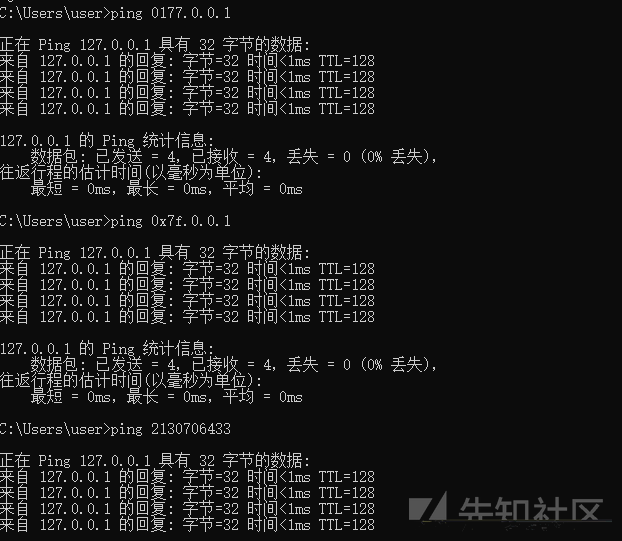 C:\Users\user>ping 0177.0.0.1
正在 Ping 127.0.0.1 具有 32 字节的数据:
来自 127.0.0.1 的回复: 字节=32 时间<1ms TTL=128
来自 127.0.0.1 的回复: 字节=32 时间<1ms TTL=128
来自 127.0.0.1 的回复: 字节=32 时间<1ms TTL=128
来自 127.0.0.1 的回复: 字节=32 时间<1ms TTL=128
127.0.0.1 的 Ping 统计信息:
数据包: 已发送 = 4，已接收 = 4，丢失 = 0 (0% 丢失)，
往返行程的估计时间(以毫秒为单位):
最短 = 0ms，最长 = 0ms，平均 = 0ms
C:\Users\user>ping 0x7f.0.0.1
正在 Ping 127.0.0.1 具有 32 字节的数据:
来自 127.0.0.1 的回复: 字节=32 时间<1ms TTL=128
来自 127.0.0.1 的回复: 字节=32 时间<1ms TTL=128
来自 127.0.0.1 的回复: 字节=32 时间<1ms TTL=128
来自 127.0.0.1 的回复: 字节=32 时间<1ms TTL=128
127.0.0.1 的 Ping 统计信息:
数据包: 已发送 = 4，已接收 = 4，丢失 = 0 (0% 丢失)，
往返行程的估计时间(以毫秒为单位):
最短 = 0ms，最长 = 0ms，平均 = 0ms
C:\Users\user>ping 2130706433
正在 Ping 127.0.0.1 具有 32 字节的数据:
来自 127.0.0.1 的回复: 字节=32 时间<1ms TTL=128
来自 127.0.0.1 的回复: 字节=32 时间<1ms TTL=128
来自 127.0.0.1 的回复: 字节=32 时间<1ms TTL=128
来自 127.0.0.1 的回复: 字节=32 时间<1ms TTL=128
先知社区